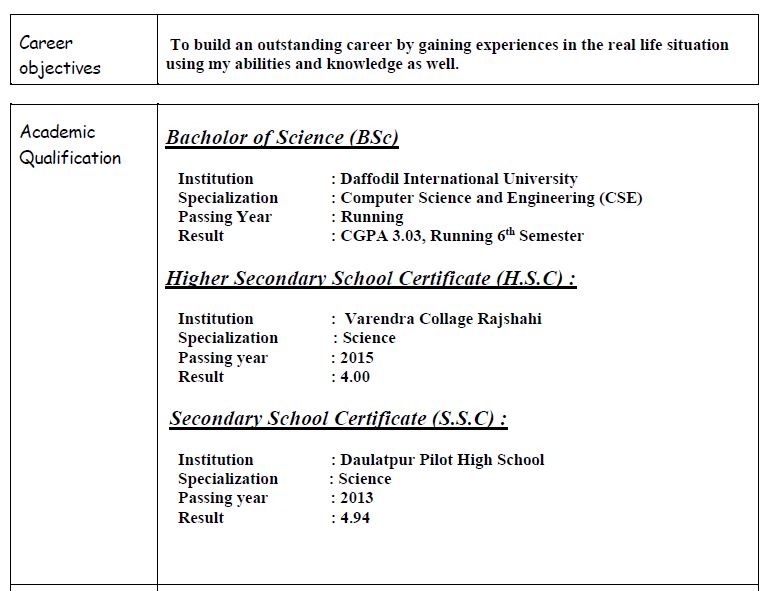 Career
objectives
To build an outstanding career by gaining experiences in the real life situation
using my abilities and knowledge as well.
Academic
Qualification
Bacholor of Science (BSc)
Institution : Daffodil International University
Specialization : Computer Science and Engineering (CSE)
Passing Year : Running
Result : CGPA 3.03, Running 6th Semester
Higher Secondary School Certificate (H.S.C) :
Institution : Varendra Collage Rajshahi
Specialization : Science
Passing year : 2015
Result : 4.00
Secondary School Certificate (S.S.C) :
Institution : Daulatpur Pilot High School
Specialization : Science
Passing year : 2013
Result : 4.94